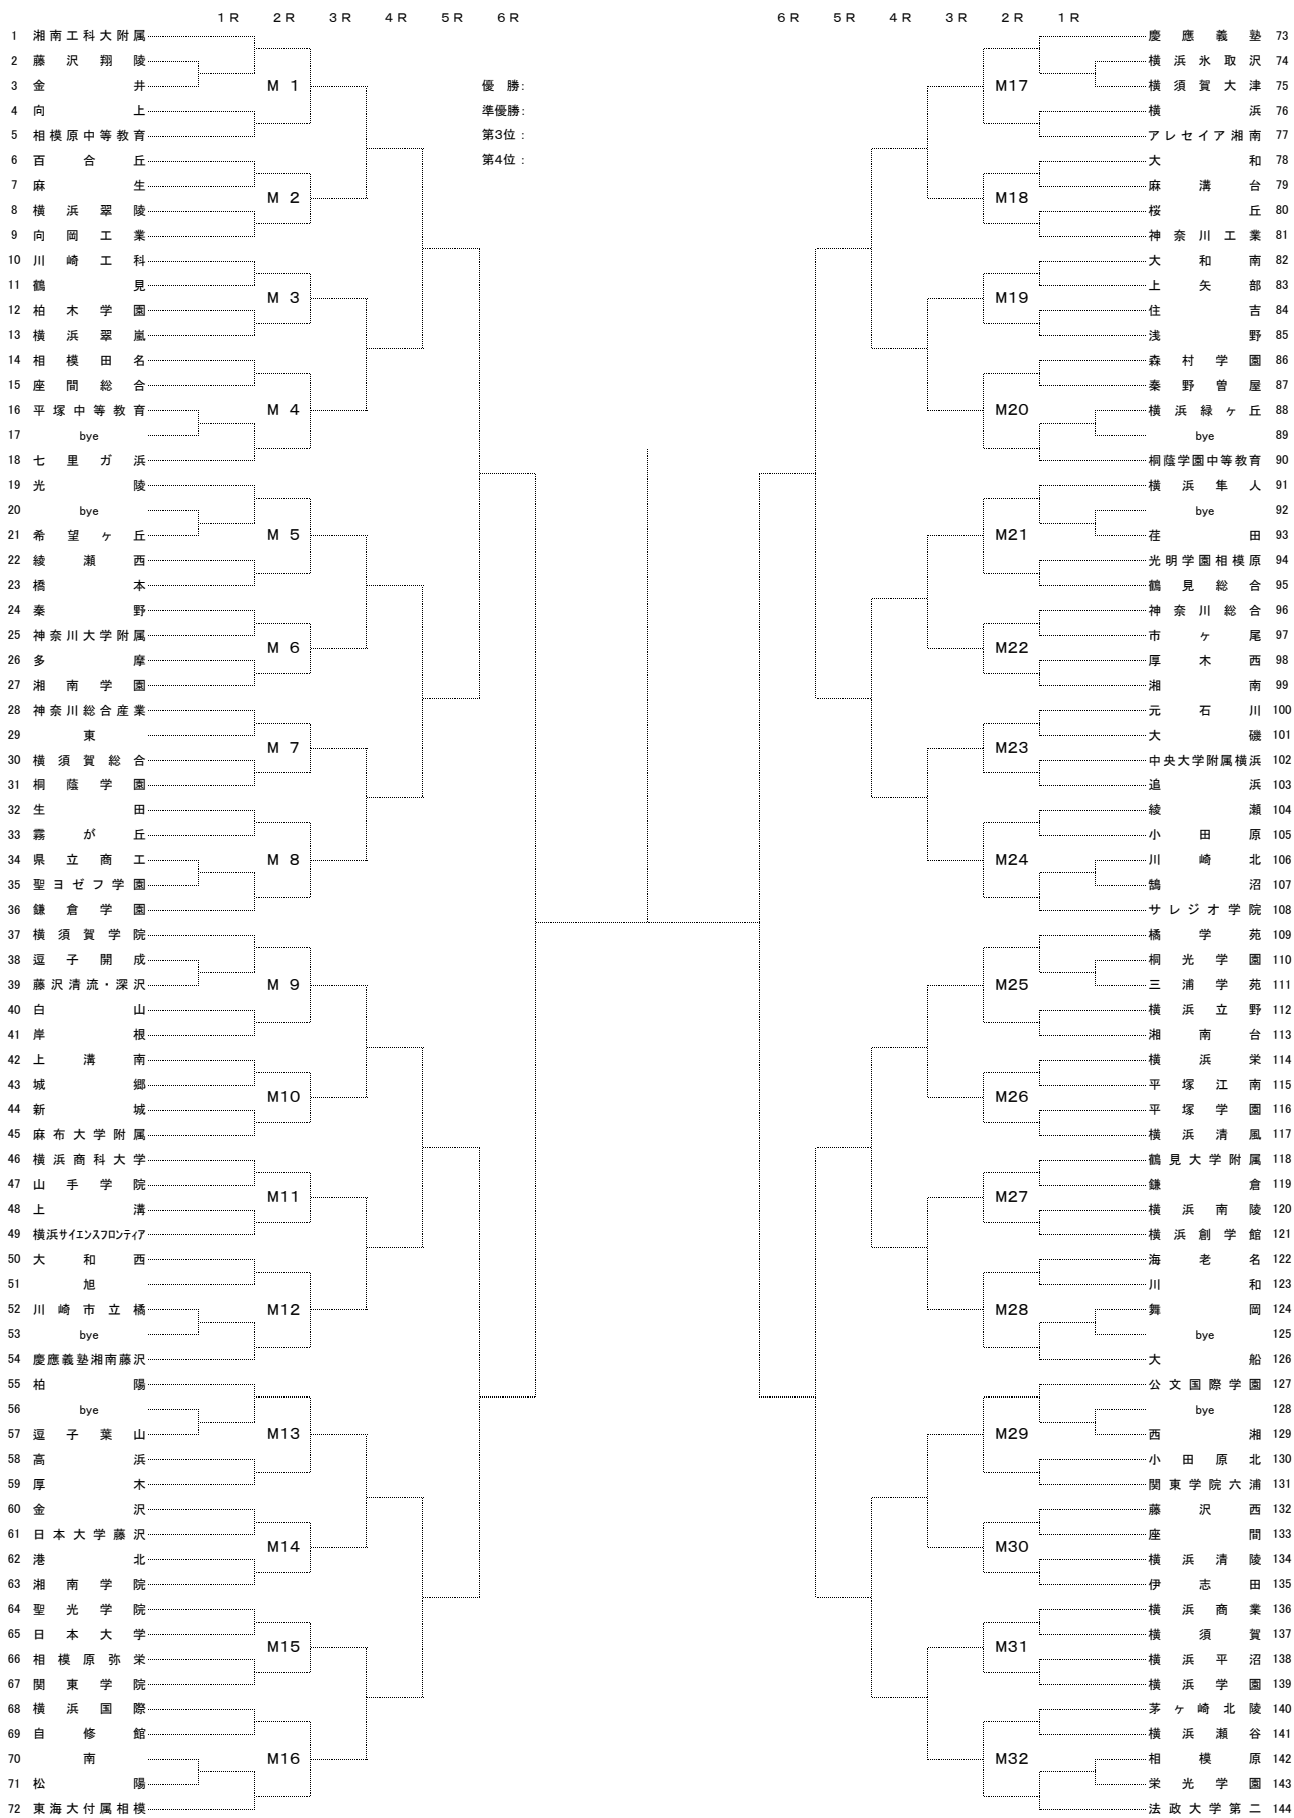 1R 2R 3R 4R 5R 6R 6R 5R 4R 3R 2R 1R
1 湘南工科大附属 慶應義塾 73
2 藤沢翔陵 横浜氷取沢 74
3 金井 M 1 優勝: M17 横須賀大津 75
4 向上 準優勝: 横浜 76
5 相模原中等教育 第3位: アレセイア湘南 77
6 百合丘 第4位: 大和 78
7 麻生 M 2 M18 麻溝台 79
8 横浜翠陵 桜丘 80
9 向岡工業 神奈川工業 81
10 川崎工科 大和南 82
11 鶴見 M 3 M19 上矢部 83
12 柏木学園 住吉 84
13 横浜翠嵐 浅野 85
14 相模田名 森村学園 86
15 座間総合 秦野曽屋 87
16 平塚中等教育 M 4 M20 横浜緑ヶ丘 88
17 bye bye 89
18 七里ガ浜 桐蔭学園中等教育 90
19 光陵 横浜隼人 91
20 bye bye 92
21 希望ヶ丘 M 5 M21 荏田 93
22 綾瀬西 光明学園相模原 94
23 橋本 鶴見総合 95
24 秦野 神奈川総合 96
25 神奈川大学附属 M 6 M22 市ヶ尾 97
26 多摩 厚木西 98
27 湘南学園 湘南 99
28 神奈川総合産業 元石川 100
29 東 M 7 M23 大磯 101
30 横須賀総合 中央大学附属横浜 102
31 桐蔭学園 追浜 103
32 生田 綾瀬 104
33 霧が丘 小田原 105
34 県立商工 M 8 M24 川崎北 106
35 聖ヨゼフ学園 鵠沼 107
36 鎌倉学園 サレジオ学院 108
37 横須賀学院 橘学苑 109
38 逗子開成 桐光学園 110
39 藤沢清流・深沢 M 9 M25 三浦学苑 111
40 白山 横浜立野 112
41 岸根 湘南台 113
42 上溝南 横浜栄 114
43 城郷 M10 M26 平塚江南 115
44 新城 平塚学園 116
45 麻布大学附属 横浜清風 117
46 横浜商科大学 鶴見大学附属 118
47 山手学院 M11 M27 鎌倉 119
48 上溝 横浜南陵 120
49 横浜サイエンスフロンティア 横浜創学館 121
50 大和西 海老名 122
51 旭 川和 123
52 川崎市立橘 M12 M28 舞岡 124
53 bye bye 125
54 慶應義塾湘南藤沢 大船 126
55 柏陽 公文国際学園 127
56 bye bye 128
57 逗子葉山 M13 M29 西湘 129
58 高浜 小田原北 130
59 厚木 関東学院六浦 131
60 金沢 藤沢西 132
61 日本大学藤沢 M14 M30 座間 133
62 港北 横浜清陵 134
63 湘南学院 伊志田 135
64 聖光学院 横浜商業 136
65 日本大学 M15 M31 横須賀 137
66 相模原弥栄 横浜平沼 138
67 関東学院 横浜学園 139
68 横浜国際 茅ヶ崎北陵 140
69 自修館 横浜瀬谷 141
70 南 M16 M32 相模原 142
71 松陽 栄光学園 143
72 東海大付属相模 法政大学第二 144